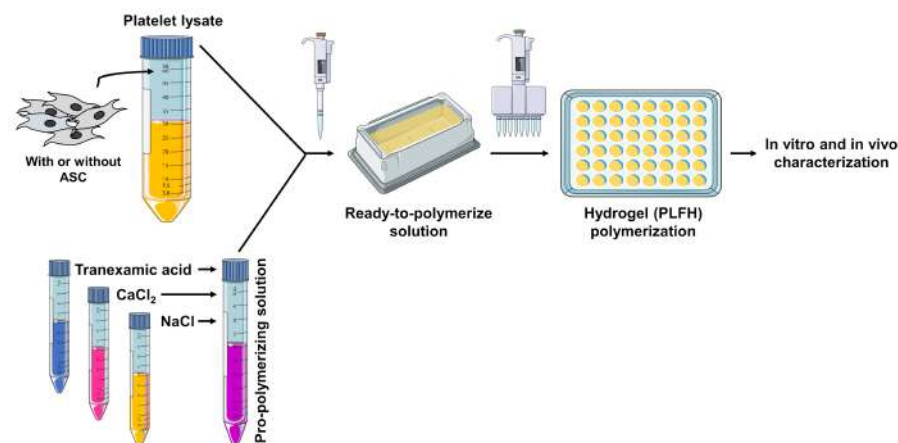 Platelet lysate
With or without
ASC
Ready-to-polymerize
solution
Hydrogel (PLFH)
polymerization
In vitro and in vivo
characterization
Tranexamic acid
CaCl₂
NaCl
Pro-polymerizing solution